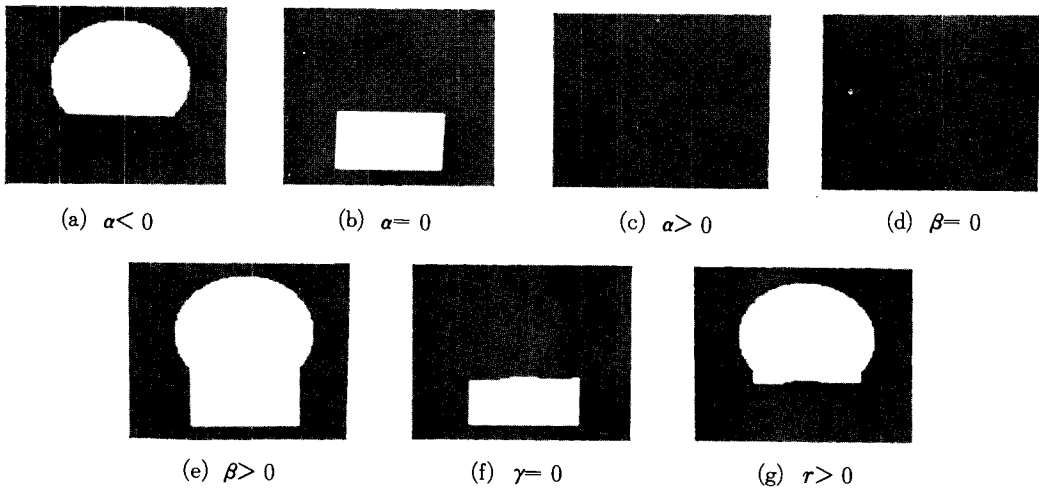 (a) α< 0
(b) α= 0
(c) α> 0
(d) β= 0
(e) β> 0
(f) γ= 0
(g) r> 0